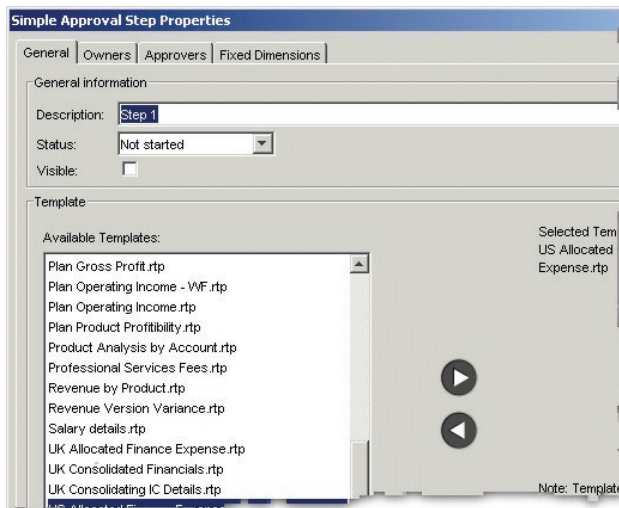 Simple Approval Step Properties
General Owners Approvers Fixed Dimensions
General information
Description: Step 1
Status: Not started
Visible:
Template
Available Templates:
Selected Tem
US Allocated
Expense.rtp
Plan Gross Profit.rtp
Plan Operating Income - WF.rtp
Plan Operating Income.rtp
Plan Product Profitibility.rtp
Product Analysis by Account.rtp
Professional Services Fees.rtp
Revenue by Product.rtp
Revenue Version Variance.rtp
Salary details.rtp
UK Allocated Finance Expense.rtp
UK Consolidated Financials.rtp
UK Consolidating IC Details.rtp
Note: Template